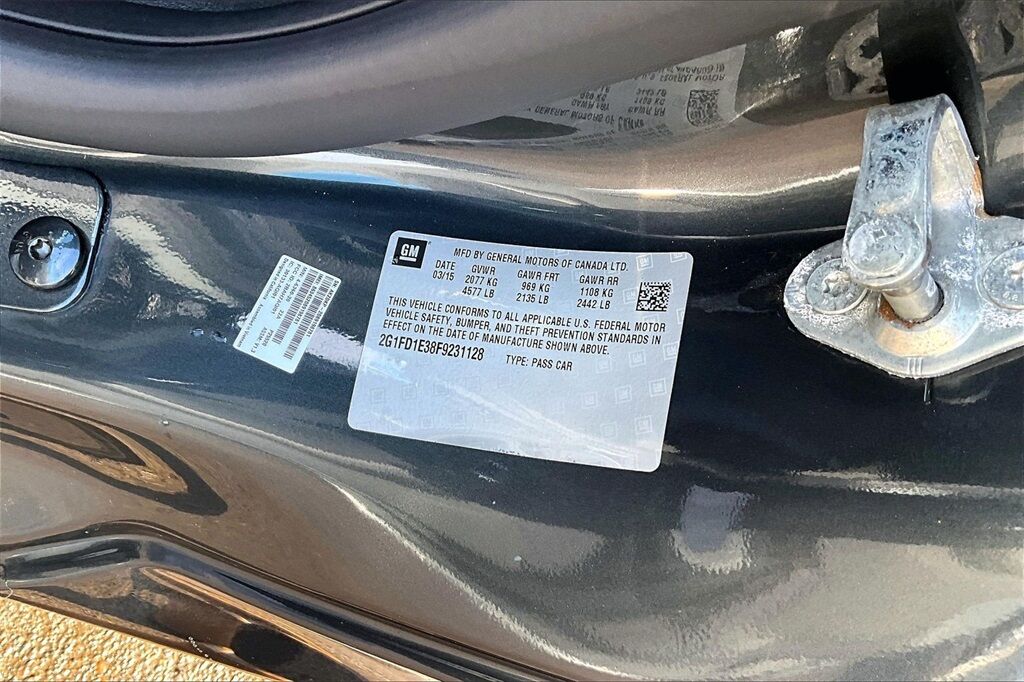 GM
MFD BY GENERAL MOTORS OF CANADA LTD.
DATE GVWR GAWR FRT GAWR RR
03/15 2077 KG 969 KG 1108 KG
4577 LB 2135 LB 2442 LB
THIS VEHICLE CONFORMS TO ALL APPLICABLE U.S. FEDERAL MOTOR
VEHICLE SAFETY, BUMPER, AND THEFT PREVENTION STANDARDS IN
EFFECT ON THE DATE OF MANUFACTURE SHOWN ABOVE.
2G1FD1E38F9231128 TYPE: PASS CAR